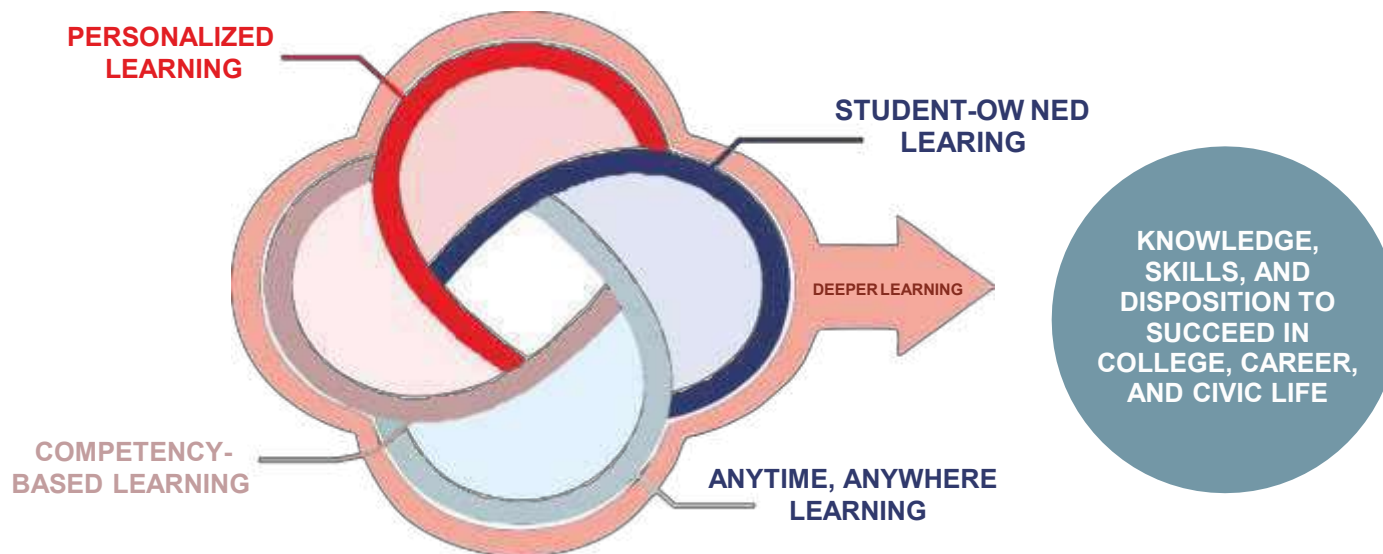 PERSONALIZED
LEARNING
STUDENT-OW NED
LEARING
DEEPER LEARNING
KNOWLEDGE,
SKILLS, AND
DISPOSITION TO
SUCCEED IN
COLLEGE, CAREER,
AND CIVIC LIFE
COMPETENCY-
BASED LEARNING
ANYTIME, ANYWHERE
LEARNING